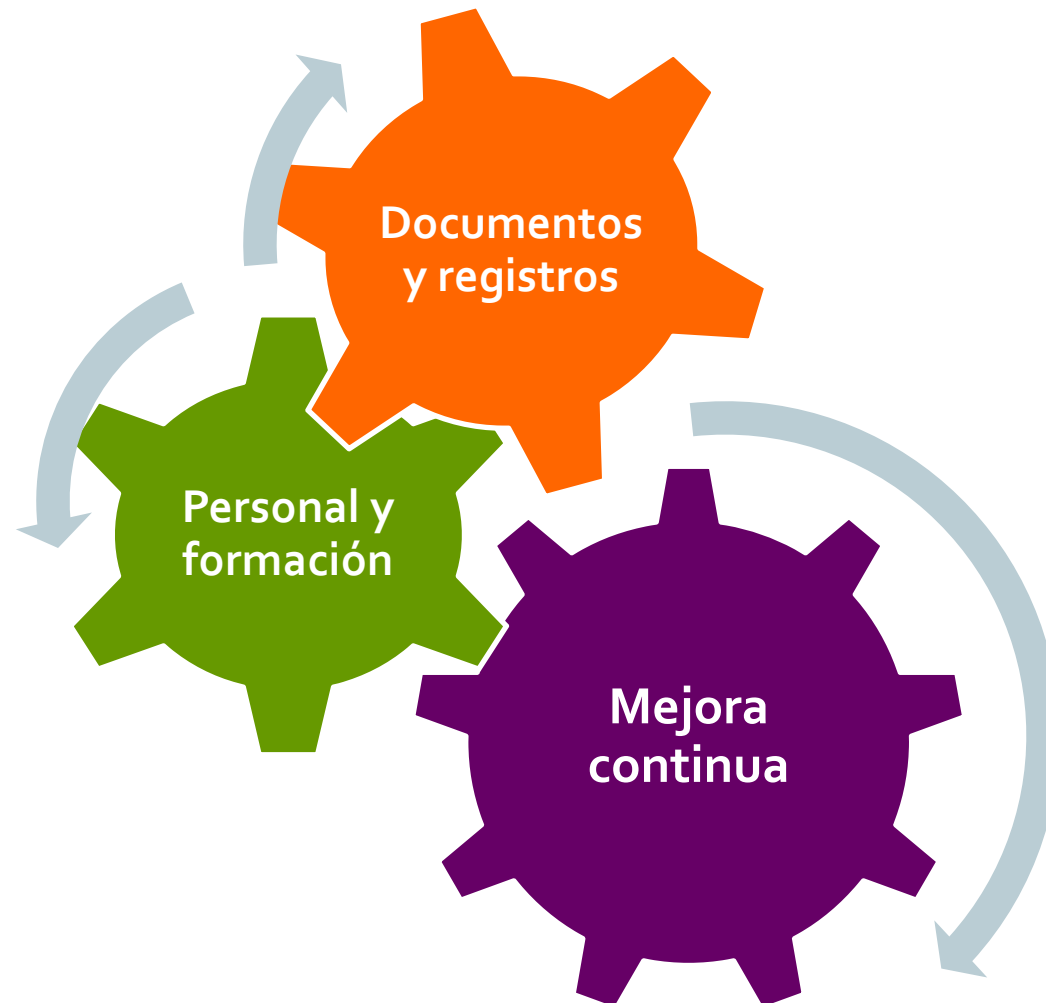 Documentos
y registros
Personal y
formación
Mejora
continua